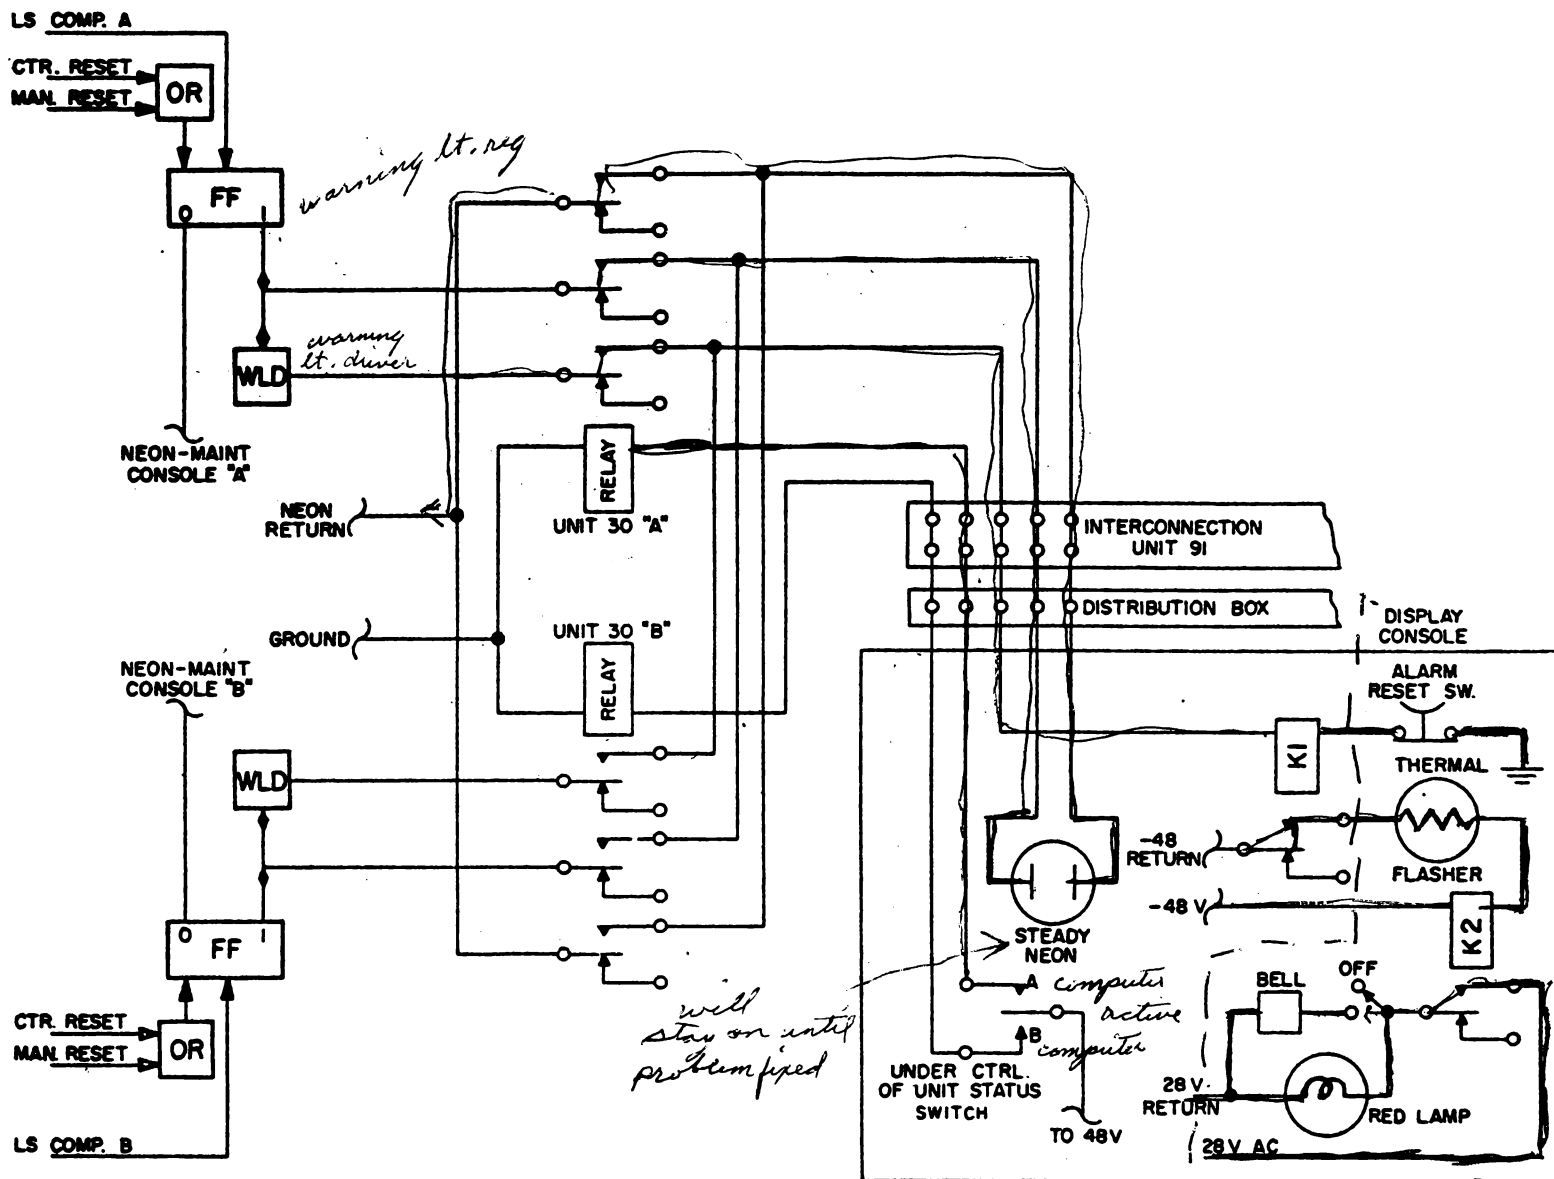 LS COMP. A
CTR. RESET
MAN. RESET
OR
FF
0 1
warning lt. reg
WLD
warning
lt. driver
NEON-MAINT
CONSOLE "A"
NEON
RETURN
RELAY
UNIT 30 "A"
INTERCONNECTION
UNIT 91
DISTRIBUTION BOX
GROUND
UNIT 30 "B"
RELAY
NEON-MAINT
CONSOLE "B"
DISPLAY
CONSOLE
ALARM
RESET SW.
K1
THERMAL
FLASHER
-48
RETURN
-48 V
K2
WLD
0 1
FF
STEADY
NEON
will
stay on until
problem fixed
A computer
active
B computer
OFF
BELL
CTR. RESET
MAN. RESET
OR
UNDER CTRL.
OF UNIT STATUS
SWITCH
TO 48V
28 V.
RETURN
RED LAMP
28 V AC
LS COMP. B